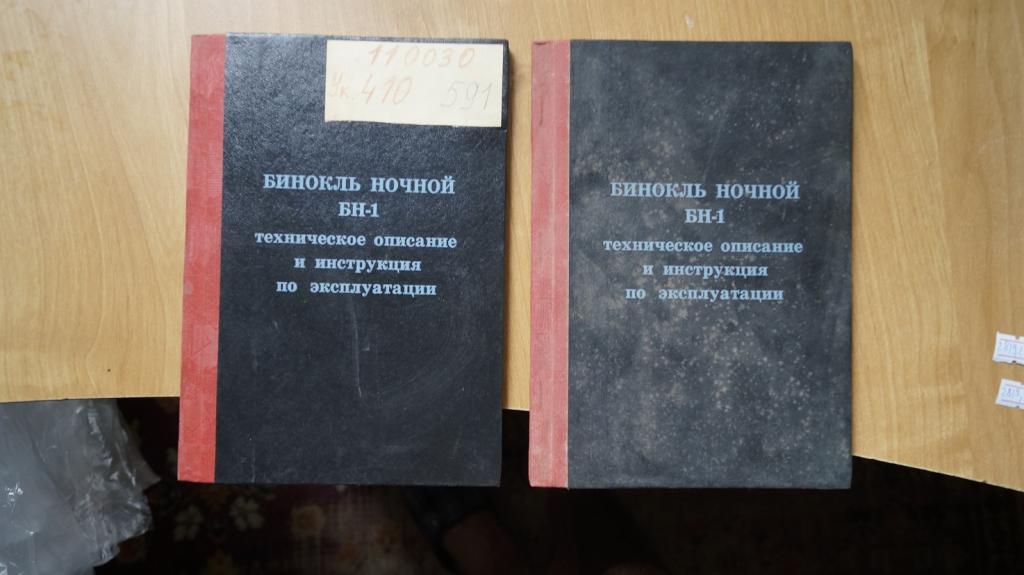 110030
Ук. 410 591
БИНОКЛЬ НОЧНОЙ
БН-1
техническое описание
и инструкция
по эксплуатации
БИНОКЛЬ НОЧНОЙ
БН-1
техническое описание
и инструкция
по эксплуатации